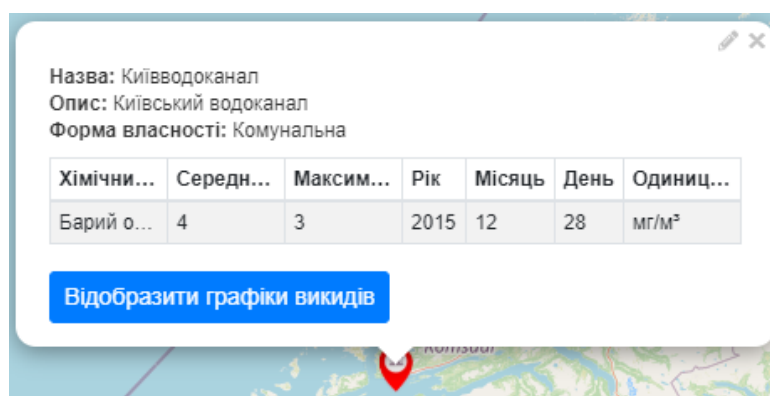 Назва: Київводоканал
Опис: Київський водоканал
Форма власності: Комунальна
Хімічни... Середн... Максим... Рік Місяць День Одиниц...
Барий о... 4 3 2015 12 28 мг/м³
Відобразити графіки викидів